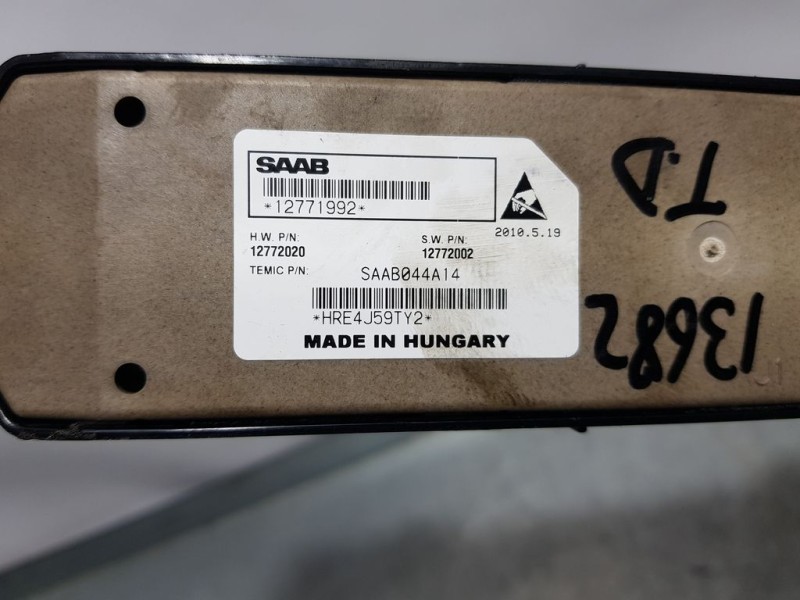 SAAB
*12771992*
2010.5.19
H.W. P/N:
12772020
S.W. P/N:
12772002
TEMIC P/N:
SAAB044A14
*HRE4J59TY2*
MADE IN HUNGARY
T.D
13682